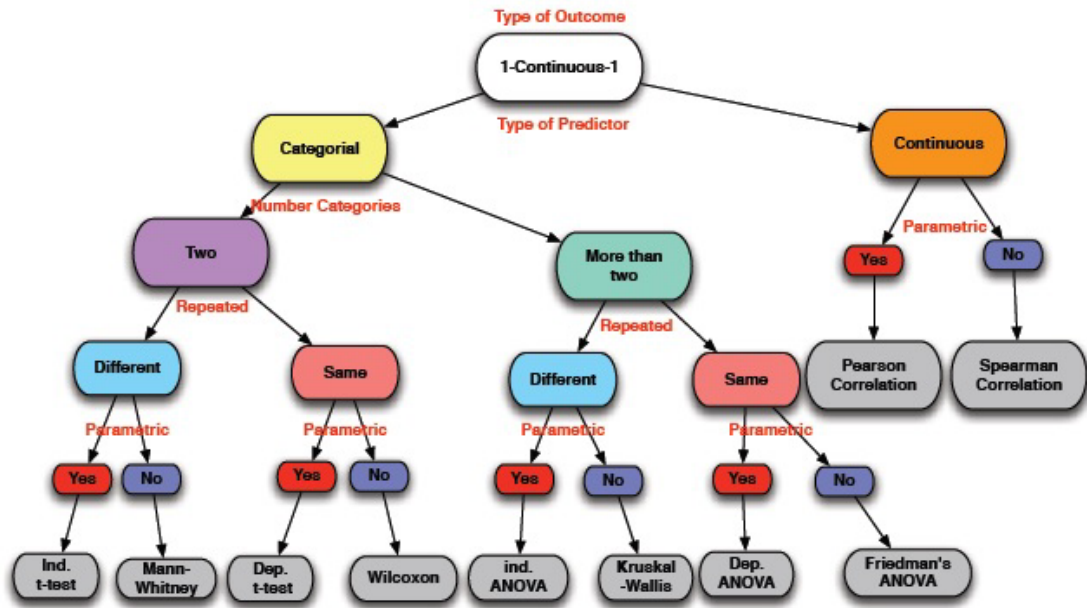 Type of Outcome
1-Continuous-1
Type of Predictor
Categorial
Continuous
Number Categories
Two
More than
two
Parametric
Yes
No
Repeated
Repeated
Different
Same
Different
Same
Pearson
Correlation
Spearman
Correlation
Parametric
Parametric
Parametric
Parametric
Yes
No
Yes
No
Yes
No
Yes
No
Ind.
t-test
Mann-
Whitney
Dep.
t-test
Wilcoxon
ind.
ANOVA
Kruskal
-Wallis
Dep.
ANOVA
Friedman's
ANOVA